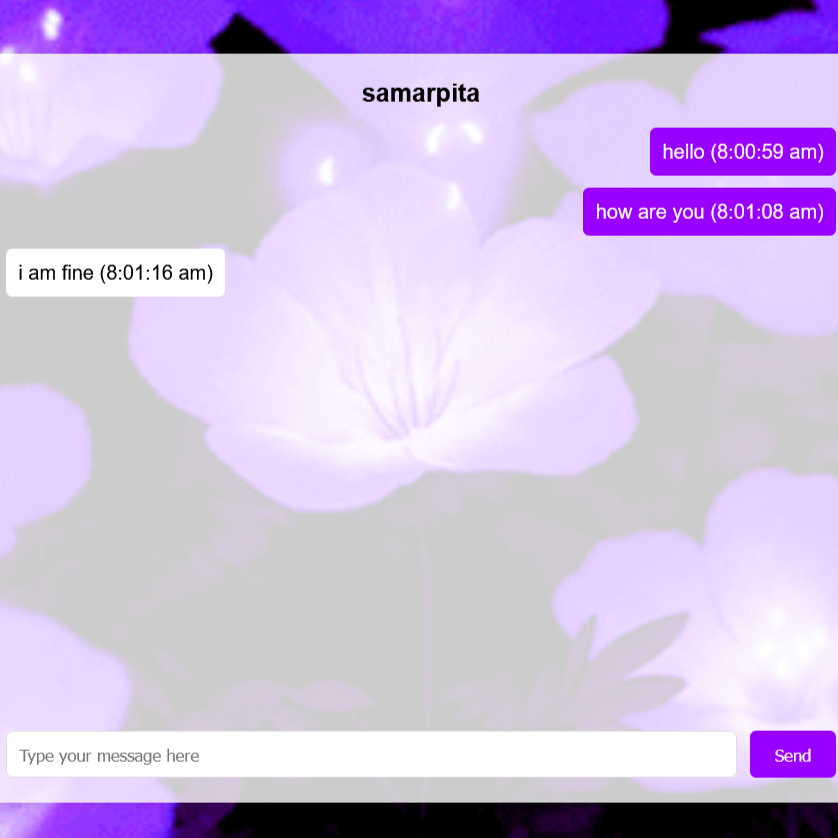 samarpita
hello (8:00:59 am)
how are you (8:01:08 am)
i am fine (8:01:16 am)
Type your message here
Send